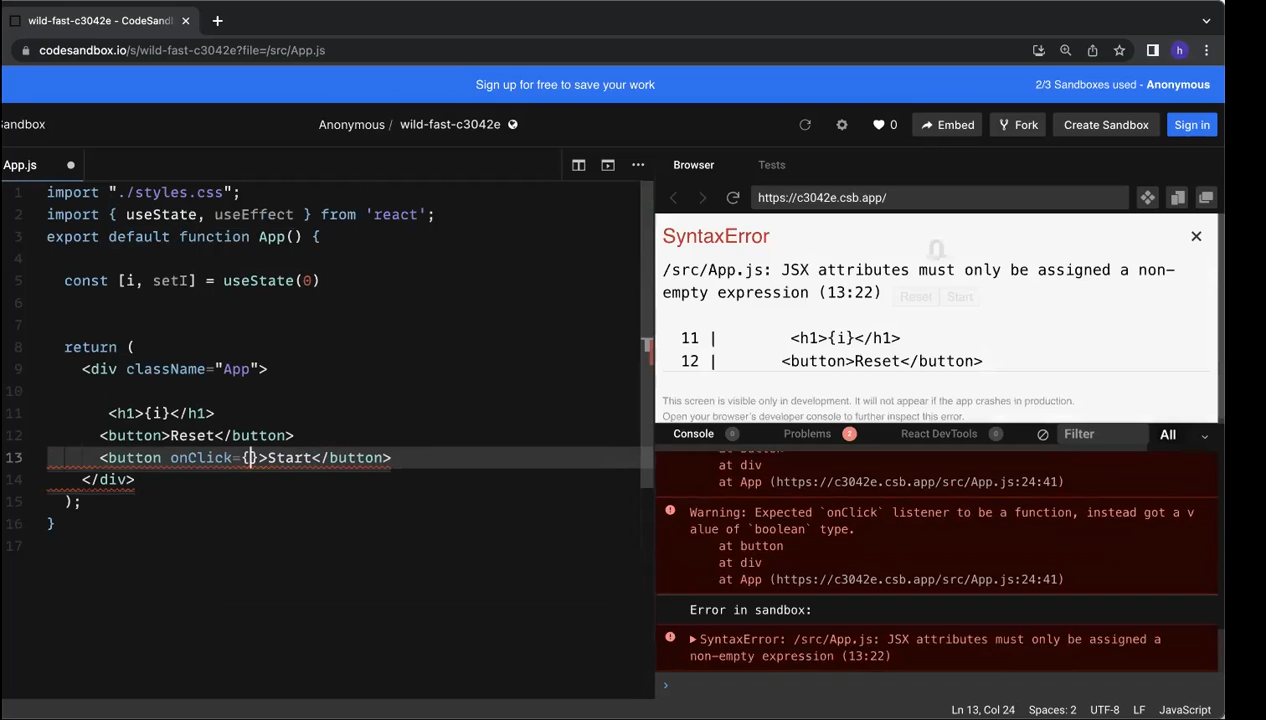 wild-fast-c3042e - CodeSandb
codesandbox.io/s/wild-fast-c3042e?file=/src/App.js
h
Sign up for free to save your work
2/3 Sandboxes used - Anonymous
Sandbox
Anonymous / wild-fast-c3042e
0
Embed
Fork
Create Sandbox
Sign in
App.js
1 import "./styles.css";
2 import { useState, useEffect } from 'react';
3 export default function App() {
4
5 const [i, setI] = useState(0)
6
7
8 return (
9 <div className="App">
10
11 <h1>{i}</h1>
12 <button>Reset</button>
13 <button onClick={}>Start</button>
14 </div>
15 );
16 }
17
Browser
Tests
https://c3042e.csb.app/
SyntaxError
0
/src/App.js: JSX attributes must only be assigned a non-
empty expression (13:22)
Reset Start
11 | <h1>{i}</h1>
12 | <button>Reset</button>
This screen is visible only in development. It will not appear if the app crashes in production.
Open your browser's developer console to further inspect this error.
Console 0
Problems 2
React DevTools 0
Filter
All
at button
at div
at App (https://c3042e.csb.app/src/App.js:24:41)
Warning: Expected `onClick` listener to be a function, instead got a v
alue of `boolean` type.
at button
at div
at App (https://c3042e.csb.app/src/App.js:24:41)
Error in sandbox:
SyntaxError: /src/App.js: JSX attributes must only be assigned a
non-empty expression (13:22)
Ln 13, Col 24
Spaces: 2
UTF-8
LF
JavaScript